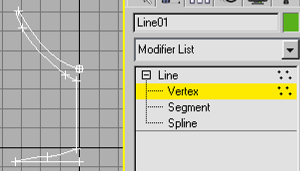 Line01
Modifier List
Line
Vertex
Segment
Spline